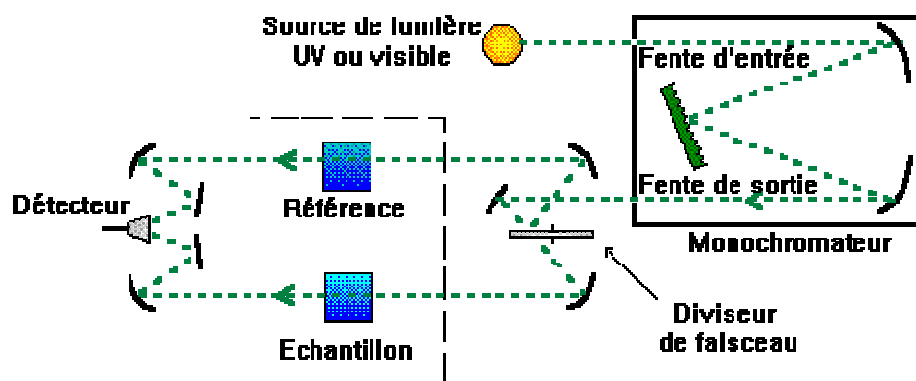 Source de lumière
UV ou visible
Fente d'entrée
Fente de sortie
Monochromateur
Détecteur
Référence
Echantillon
Diviseur
de faisceau